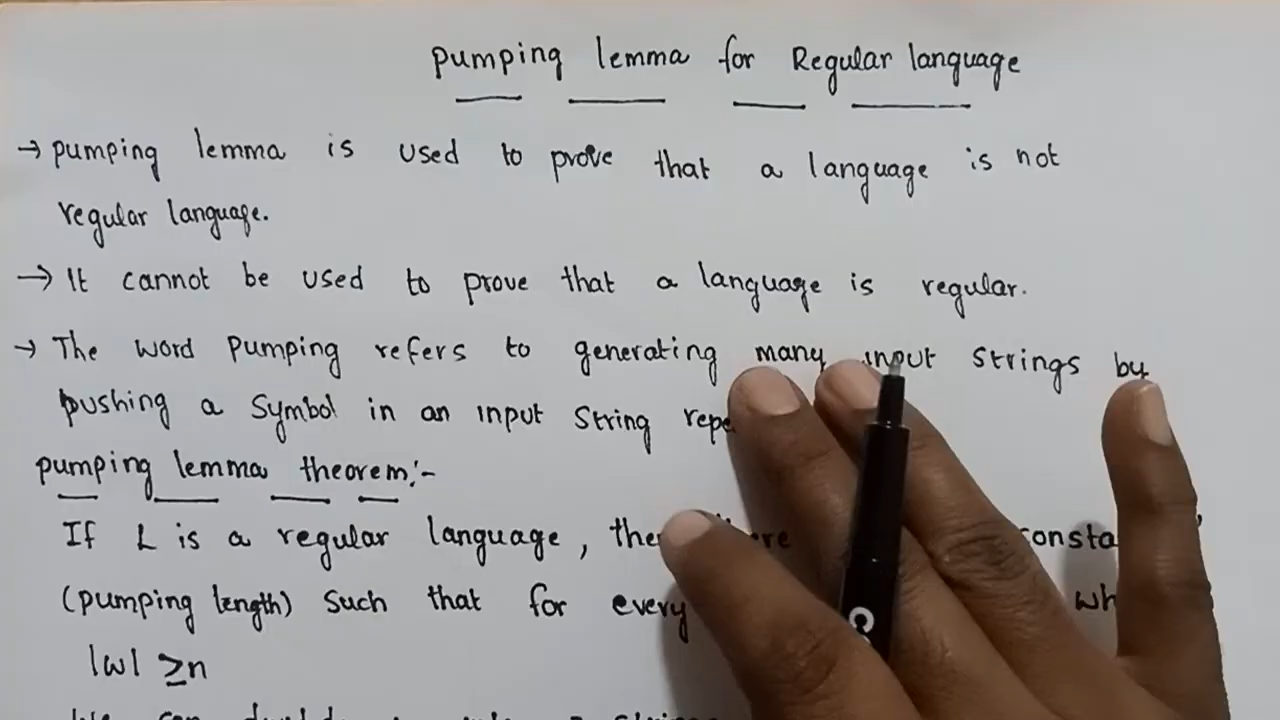 Pumping lemma for Regular language
→ pumping lemma is used to prove that a language is not
regular language.
→ It cannot be used to prove that a language is regular.
→ The word Pumping refers to generating many input strings by
pushing a Symbol in an input String
pumping lemma theorem:-
If L is a regular language,
(pumping length) Such that for every
|w| ≥n
We can